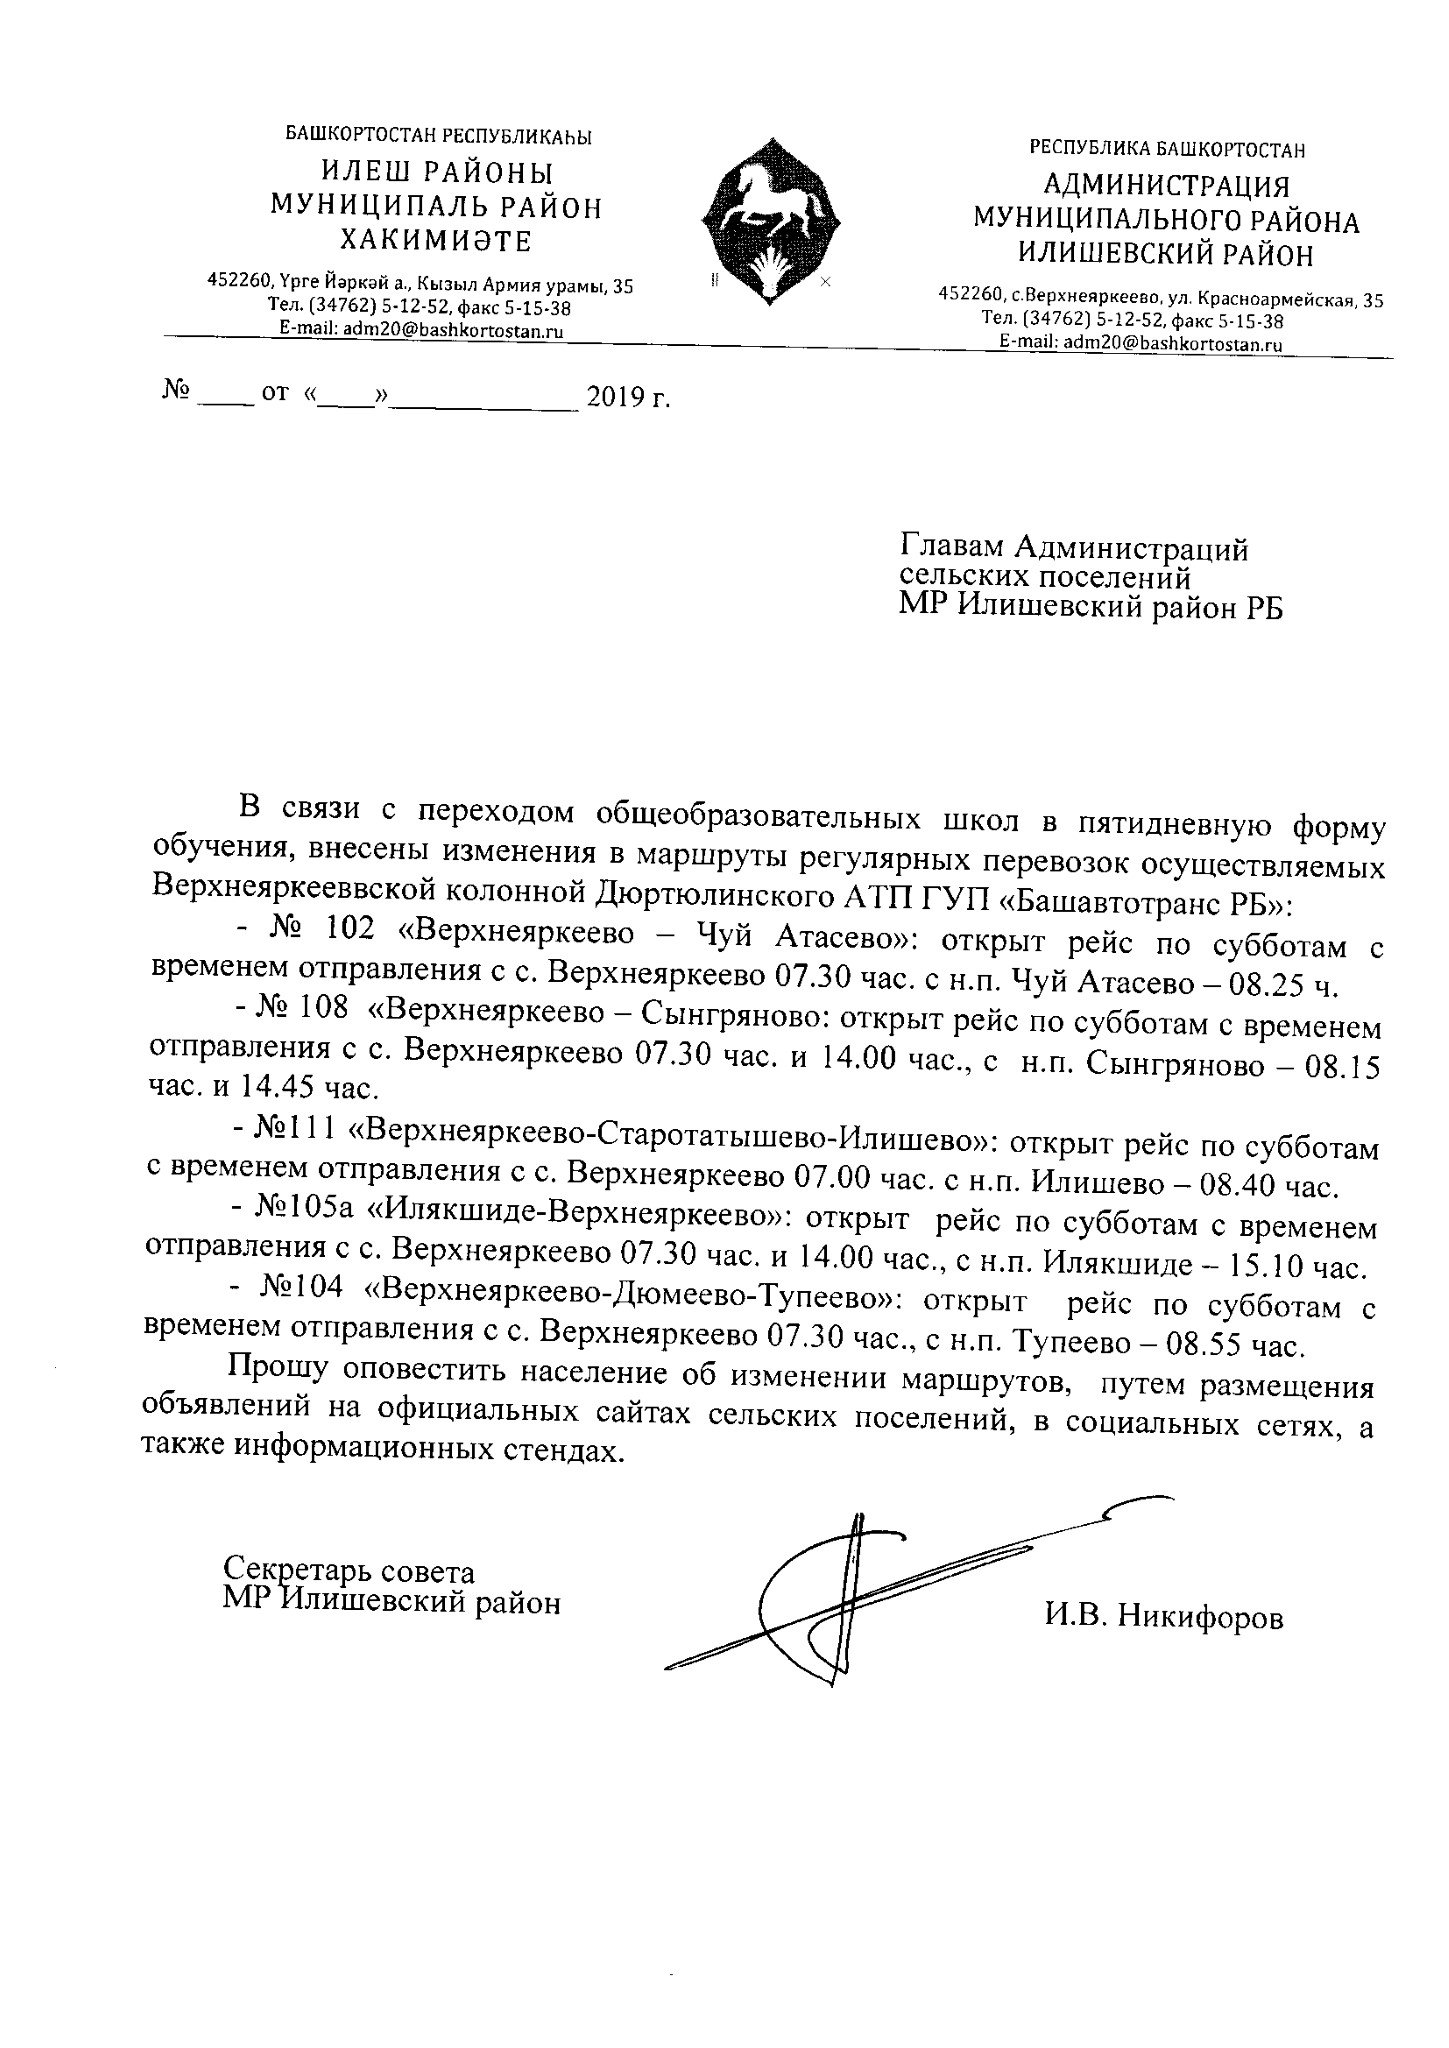 БАШКОРТОСТАН РЕСПУБЛИКАҺЫ
ИЛЕШ РАЙОНЫ
МУНИЦИПАЛЬ РАЙОН
ХАКИМИӘТЕ
452260, Үрге Йәркәй а., Кызыл Армия урамы, 35
Тел. (34762) 5-12-52, факс 5-15-38
E-mail: adm20@bashkortostan.ru
РЕСПУБЛИКА БАШКОРТОСТАН
АДМИНИСТРАЦИЯ
МУНИЦИПАЛЬНОГО РАЙОНА
ИЛИШЕВСКИЙ РАЙОН
452260, с.Верхнеяркеево, ул. Красноармейская, 35
Тел. (34762) 5-12-52, факс 5-15-38
E-mail: adm20@bashkortostan.ru
№ ____ от «____»_____________ 2019 г.
Главам Администраций
сельских поселений
МР Илишевский район РБ
В связи с переходом общеобразовательных школ в пятидневную форму
обучения, внесены изменения в маршруты регулярных перевозок осуществляемых
Верхнеяркееввской колонной Дюртюлинского АТП ГУП «Башавтотранс РБ»:
- № 102 «Верхнеяркеево – Чуй Атасево»: открыт рейс по субботам с
временем отправления с с. Верхнеяркеево 07.30 час. с н.п. Чуй Атасево – 08.25 ч.
- № 108 «Верхнеяркеево – Сынгряново: открыт рейс по субботам с временем
отправления с с. Верхнеяркеево 07.30 час. и 14.00 час., с н.п. Сынгряново – 08.15
час. и 14.45 час.
- №111 «Верхнеяркеево-Старотатышево-Илишево»: открыт рейс по субботам
с временем отправления с с. Верхнеяркеево 07.00 час. с н.п. Илишево – 08.40 час.
- №105а «Илякшиде-Верхнеяркеево»: открыт рейс по субботам с временем
отправления с с. Верхнеяркеево 07.30 час. и 14.00 час., с н.п. Илякшиде – 15.10 час.
- №104 «Верхнеяркеево-Дюмеево-Тупеево»: открыт рейс по субботам с
временем отправления с с. Верхнеяркеево 07.30 час., с н.п. Тупеево – 08.55 час.
Прошу оповестить население об изменении маршрутов, путем размещения
объявлений на официальных сайтах сельских поселений, в социальных сетях, а
также информационных стендах.
Секретарь совета
МР Илишевский район
И.В. Никифоров